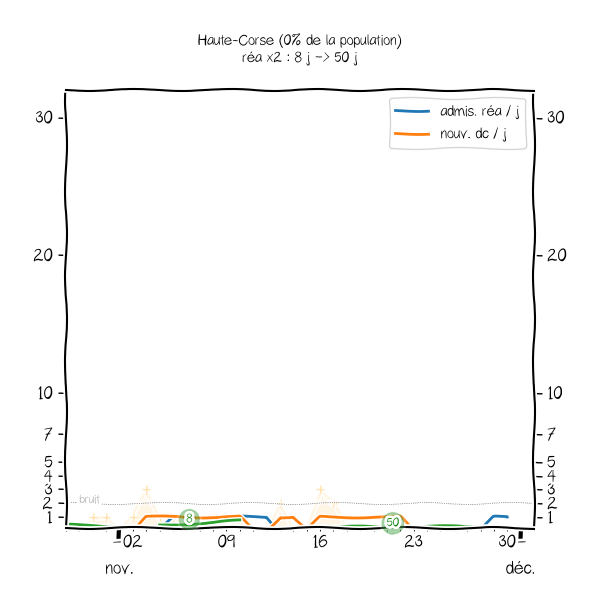 Haute-Corse (0% de la population)
réa x2 : 8 j -> 50 j
admis. réa / j
nouv. dc / j
30 30
20 20
10 10
7 7
5 5
4 4
3 3
2 2
1 1
... bruit
8
50
02 09 16 23 30
nov. déc.